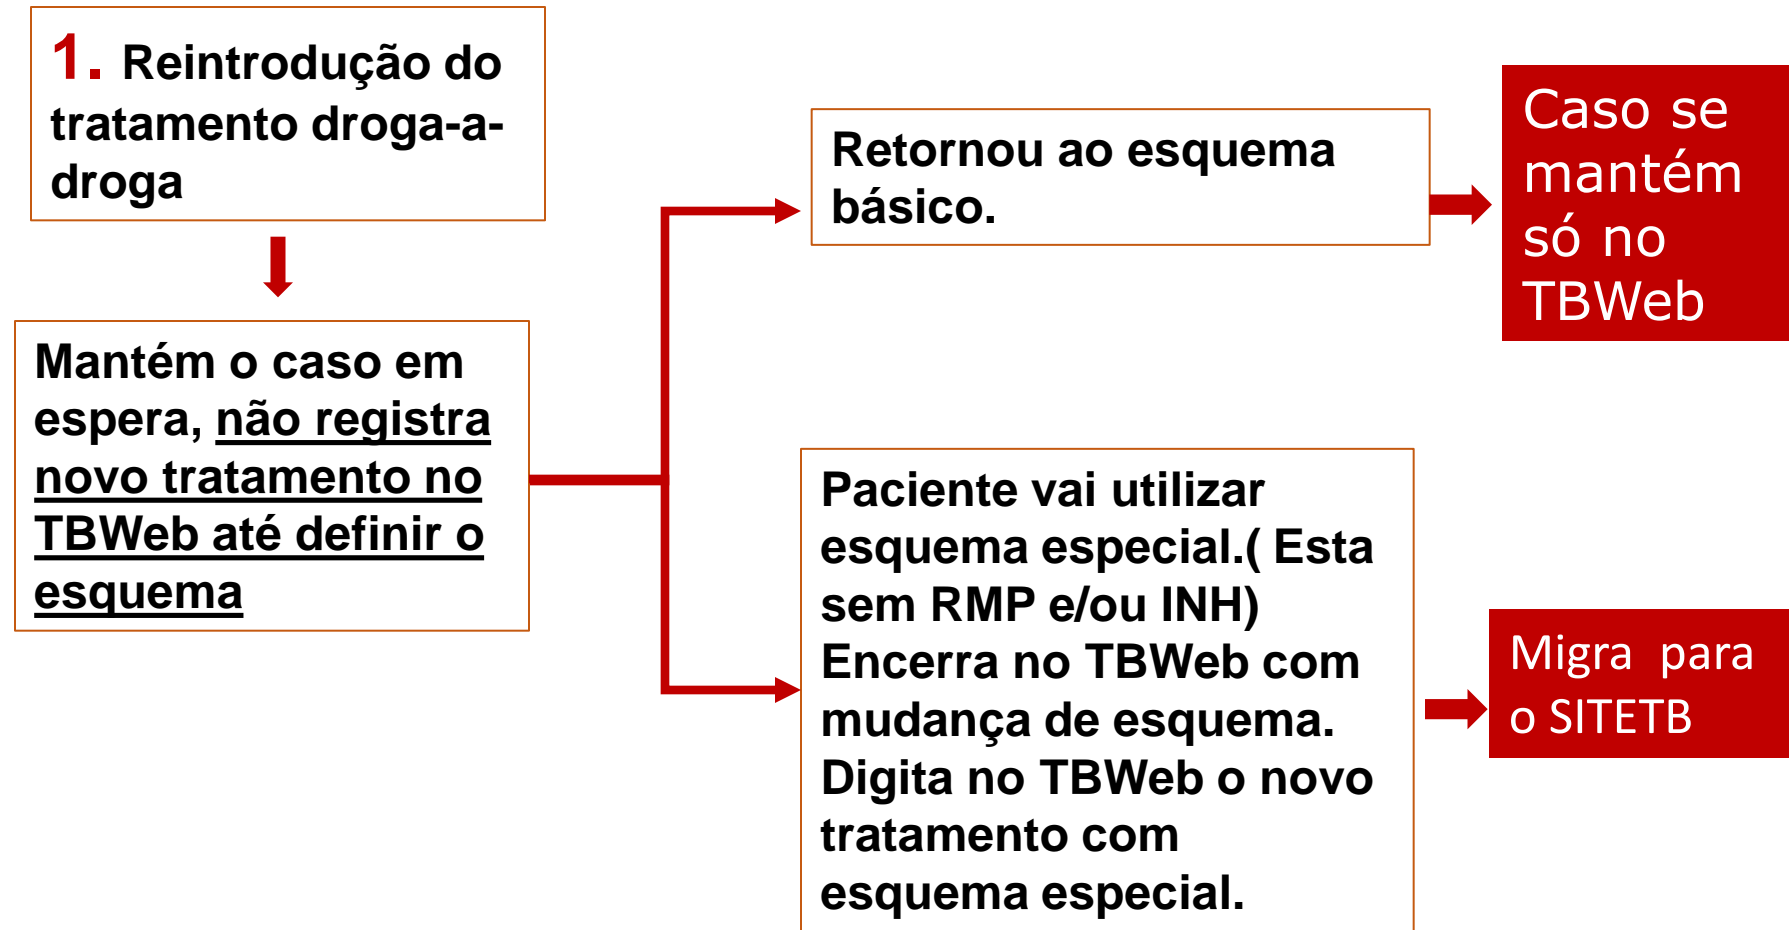 1. Reintrodução do
tratamento droga-a-
droga
Mantém o caso em
espera, não registra
novo tratamento no
TBWeb até definir o
esquema
Retornou ao esquema
básico.
Caso se
mantém
só no
TBWeb
Paciente vai utilizar
esquema especial.( Esta
sem RMP e/ou INH)
Encerra no TBWeb com
mudança de esquema.
Digita no TBWeb o novo
tratamento com
esquema especial.
Migra para
o SITETB